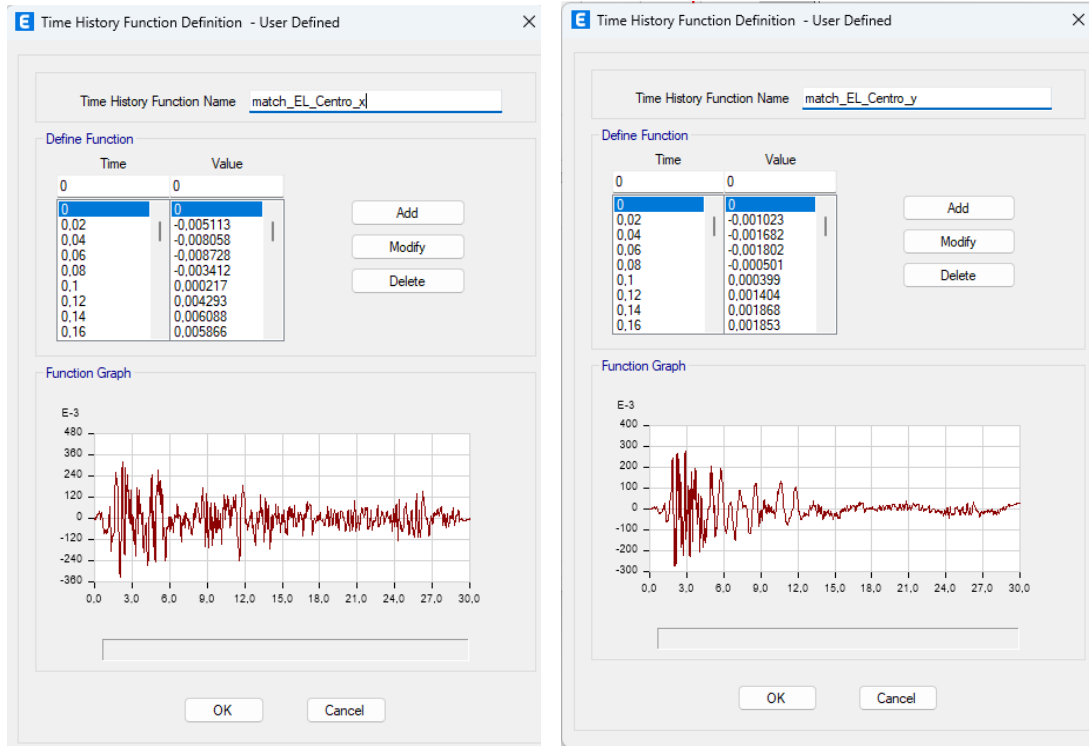 E Time History Function Definition - User Defined
Time History Function Name match_EL_Centro_x
Define Function
Time Value
0 0
0 0
0,02 -0,005113
0,04 -0,008058
0,06 -0,008728
0,08 -0,003412
0,1 0,000217
0,12 0,004293
0,14 0,006088
0,16 0,005866
Add
Modify
Delete
Function Graph
E-3
480
360
240
120
0
-120
-240
-360
0,0 3,0 6,0 9,0 12,0 15,0 18,0 21,0 24,0 27,0 30,0
OK Cancel
E Time History Function Definition - User Defined
Time History Function Name match_EL_Centro_y
Define Function
Time Value
0 0
0 0
0,02 -0,001023
0,04 -0,001682
0,06 -0,001802
0,08 -0,000501
0,1 0,000399
0,12 0,001404
0,14 0,001868
0,16 0,001853
Add
Modify
Delete
Function Graph
E-3
400
300
200
100
0
-100
-200
-300
0,0 3,0 6,0 9,0 12,0 15,0 18,0 21,0 24,0 27,0 30,0
OK Cancel